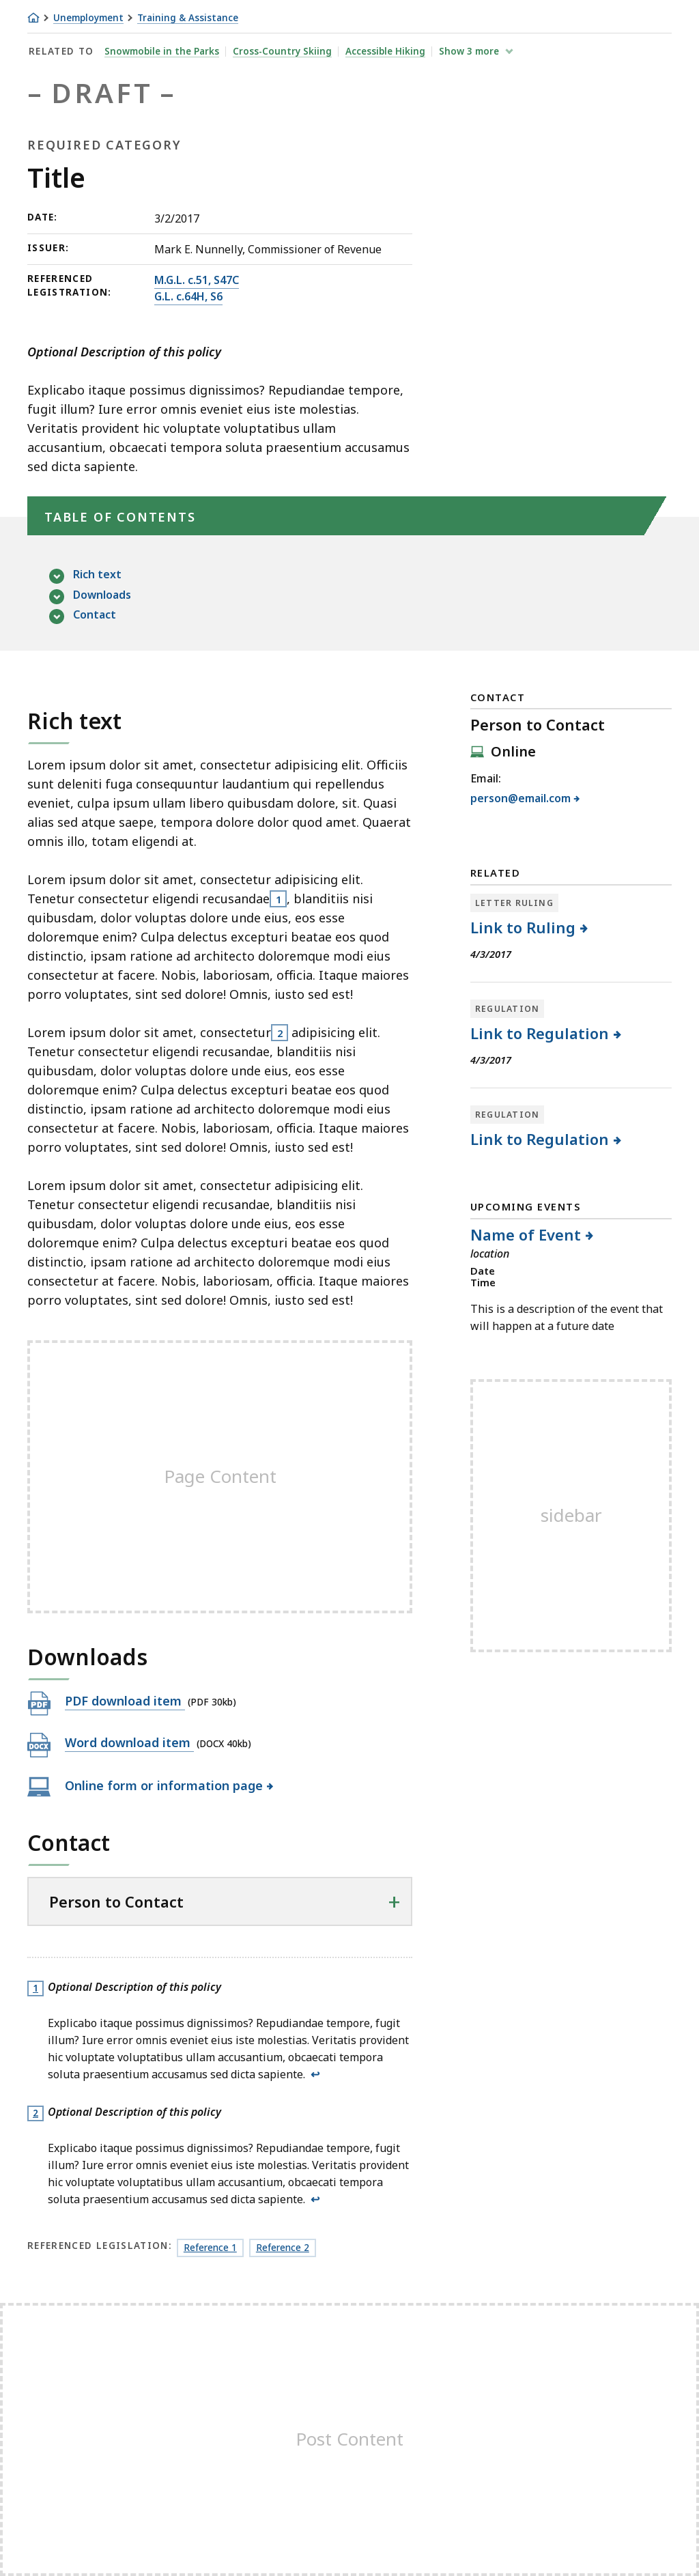 Unemployment Training & Assistance
RELATED TO Snowmobile in the Parks Cross-Country Skiing Accessible Hiking Show 3 more
– DRAFT –
REQUIRED CATEGORY
Title
DATE: 3/2/2017
ISSUER: Mark E. Nunnelly, Commissioner of Revenue
REFERENCED LEGISTRATION:
M.G.L. c.51, S47C
G.L. c.64H, S6
Optional Description of this policy
Explicabo itaque possimus dignissimos? Repudiandae tempore,
fugit illum? Iure error omnis eveniet eius iste molestias.
Veritatis provident hic voluptate voluptatibus ullam
accusantium, obcaecati tempora soluta praesentium accusamus
sed dicta sapiente.
TABLE OF CONTENTS
Rich text
Downloads
Contact
Rich text
Lorem ipsum dolor sit amet, consectetur adipisicing elit. Officiis
sunt deleniti fuga consequuntur laudantium qui repellendus
eveniet, culpa ipsum ullam libero quibusdam dolore, sit. Quasi
alias sed atque saepe, tempora dolore dolor quod amet. Quaerat
omnis illo, totam eligendi at.
Lorem ipsum dolor sit amet, consectetur adipisicing elit.
Tenetur consectetur eligendi recusandae 1, blanditiis nisi
quibusdam, dolor voluptas dolore unde eius, eos esse
doloremque enim? Culpa delectus excepturi beatae eos quod
distinctio, ipsam ratione ad architecto doloremque modi eius
consectetur at facere. Nobis, laboriosam, officia. Itaque maiores
porro voluptates, sint sed dolore! Omnis, iusto sed est!
Lorem ipsum dolor sit amet, consectetur 2 adipisicing elit.
Tenetur consectetur eligendi recusandae, blanditiis nisi
quibusdam, dolor voluptas dolore unde eius, eos esse
doloremque enim? Culpa delectus excepturi beatae eos quod
distinctio, ipsam ratione ad architecto doloremque modi eius
consectetur at facere. Nobis, laboriosam, officia. Itaque maiores
porro voluptates, sint sed dolore! Omnis, iusto sed est!
Lorem ipsum dolor sit amet, consectetur adipisicing elit.
Tenetur consectetur eligendi recusandae, blanditiis nisi
quibusdam, dolor voluptas dolore unde eius, eos esse
doloremque enim? Culpa delectus excepturi beatae eos quod
distinctio, ipsam ratione ad architecto doloremque modi eius
consectetur at facere. Nobis, laboriosam, officia. Itaque maiores
porro voluptates, sint sed dolore! Omnis, iusto sed est!
Page Content
Downloads
PDF PDF download item (PDF 30kb)
DOCX Word download item (DOCX 40kb)
Online form or information page
Contact
Person to Contact
1 Optional Description of this policy
Explicabo itaque possimus dignissimos? Repudiandae tempore, fugit
illum? Iure error omnis eveniet eius iste molestias. Veritatis provident
hic voluptate voluptatibus ullam accusantium, obcaecati tempora
soluta praesentium accusamus sed dicta sapiente. ↩
2 Optional Description of this policy
Explicabo itaque possimus dignissimos? Repudiandae tempore, fugit
illum? Iure error omnis eveniet eius iste molestias. Veritatis provident
hic voluptate voluptatibus ullam accusantium, obcaecati tempora
soluta praesentium accusamus sed dicta sapiente. ↩
REFERENCED LEGISLATION: Reference 1 Reference 2
CONTACT
Person to Contact
Online
Email:
person@email.com
RELATED
LETTER RULING
Link to Ruling
4/3/2017
REGULATION
Link to Regulation
4/3/2017
REGULATION
Link to Regulation
UPCOMING EVENTS
Name of Event
location
Date
Time
This is a description of the event that
will happen at a future date
sidebar
Post Content